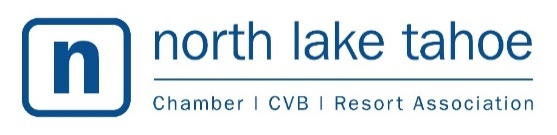 n
north lake tahoe
Chamber | CVB | Resort Association